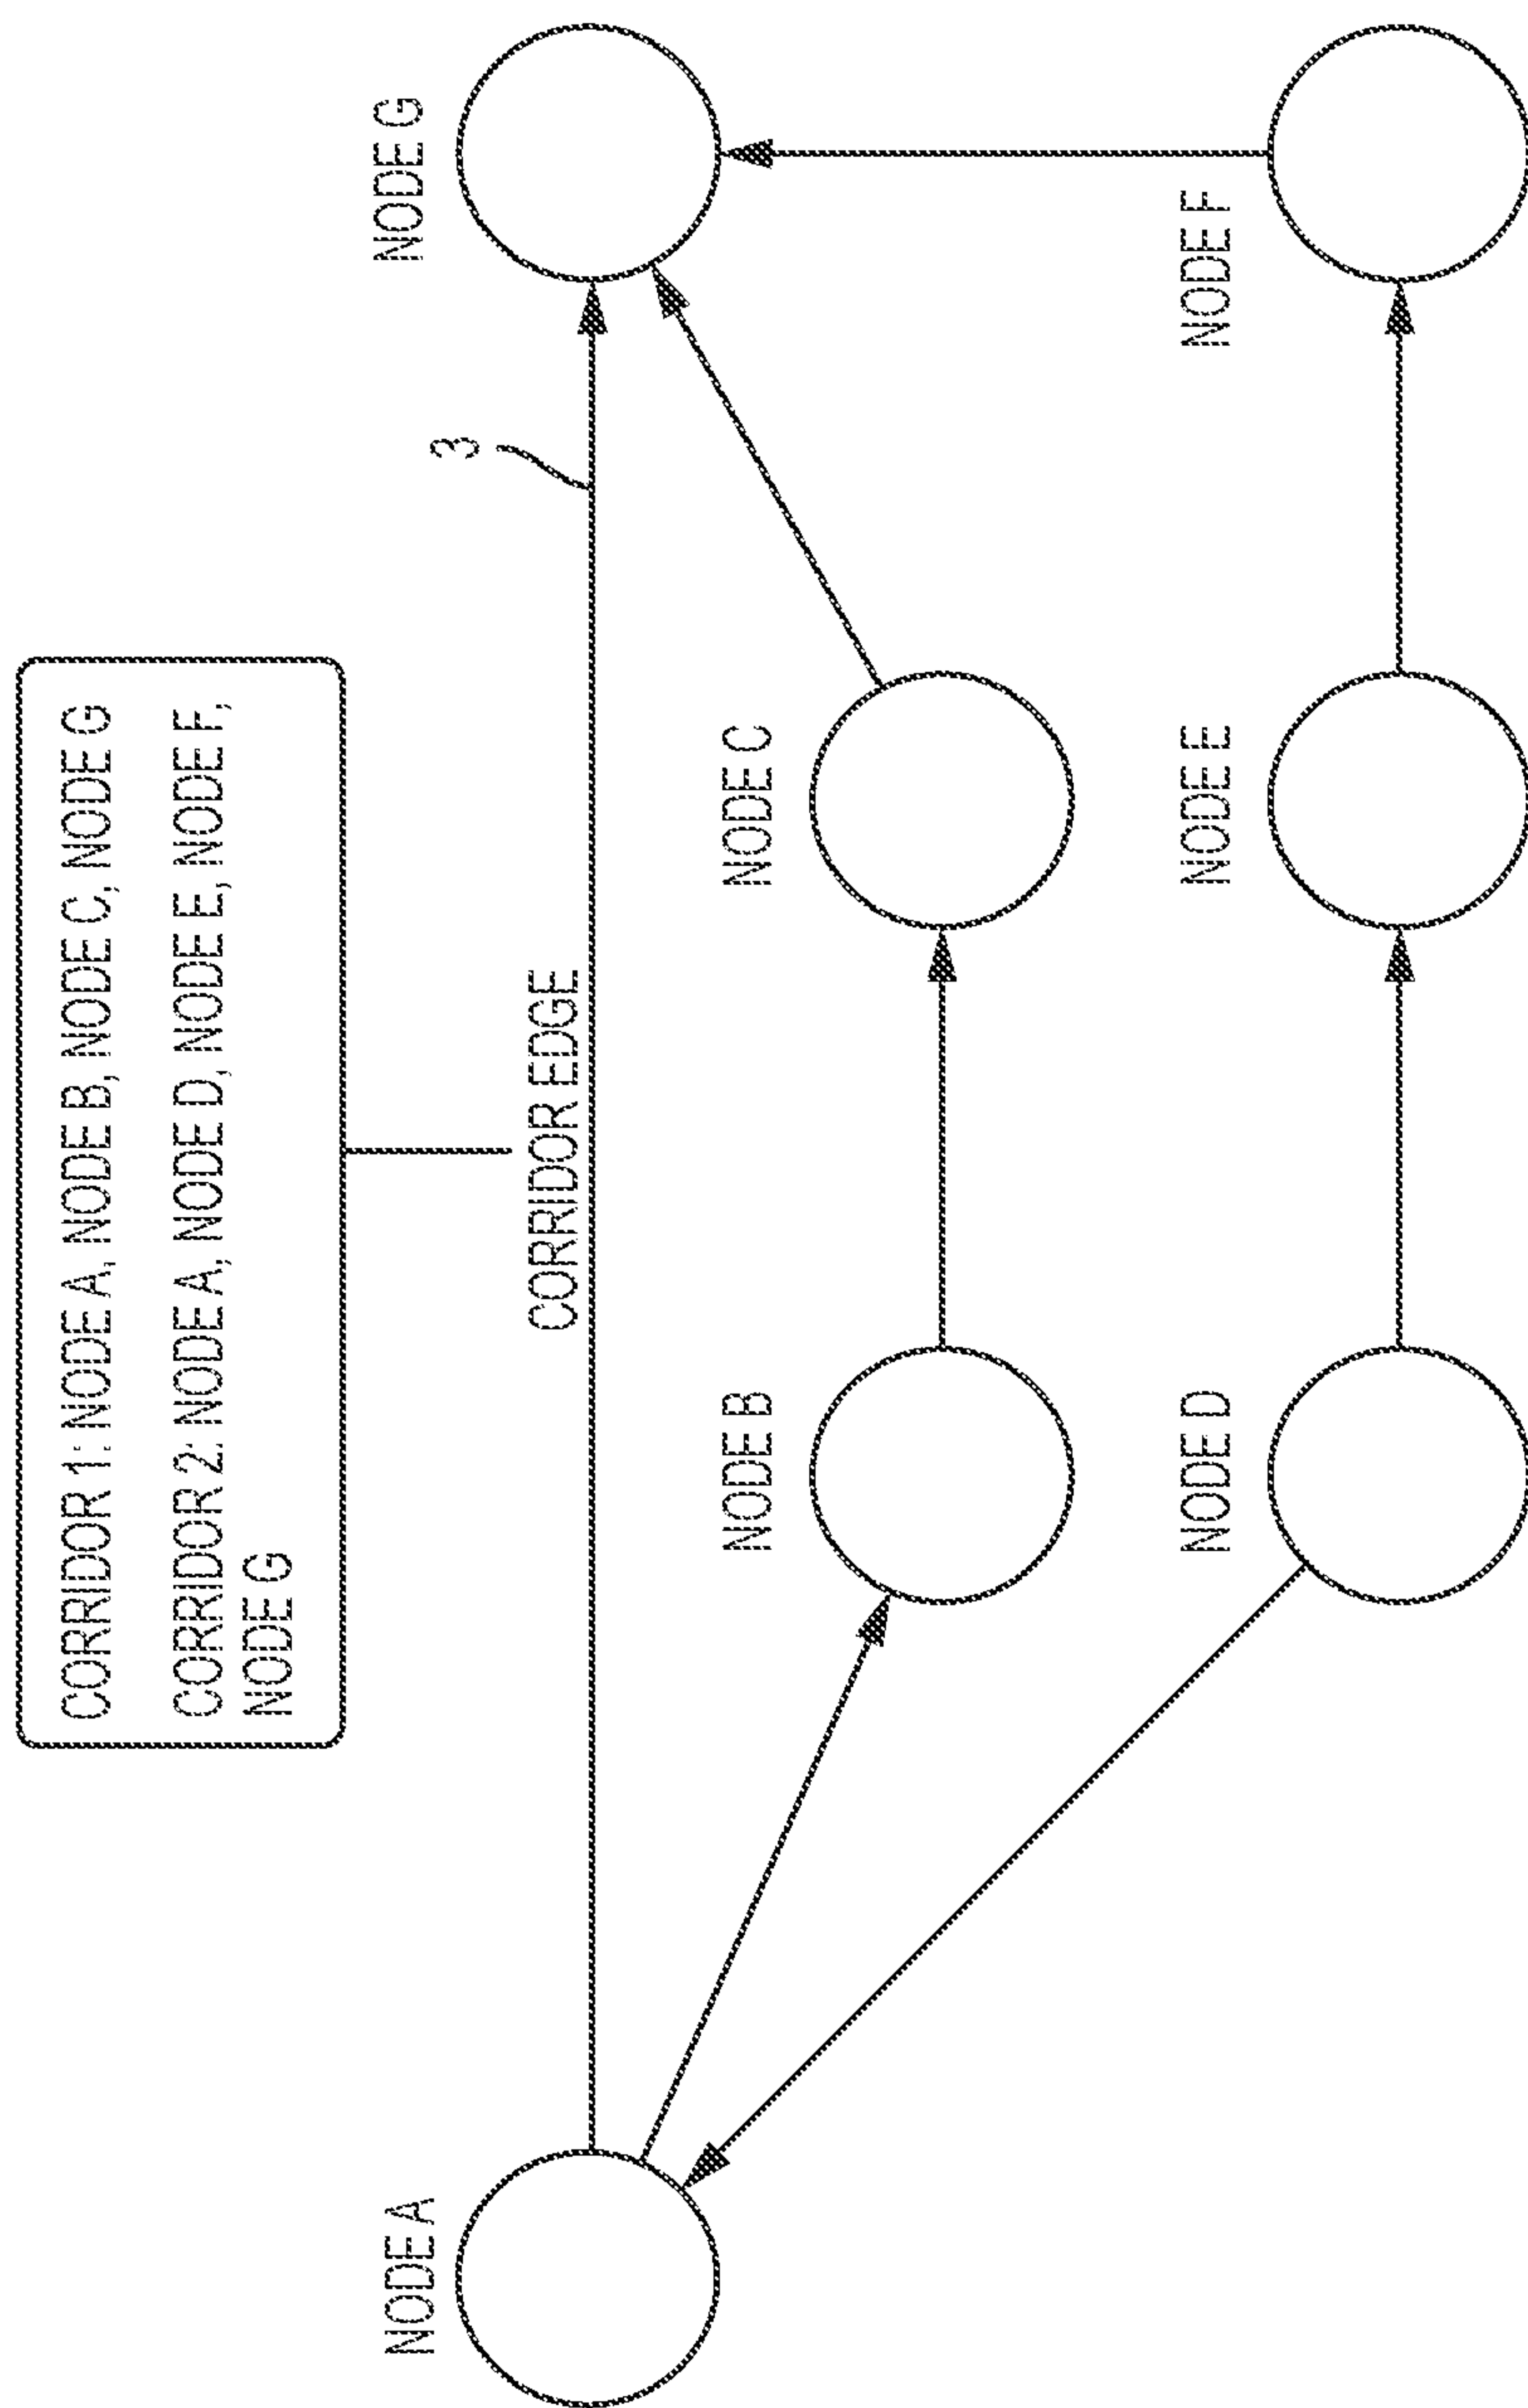 CORRIDOR 1: NODE A, NODE B, NODE C, NODE G
CORRIDOR 2: NODE A, NODE D, NODE E, NODE F,
NODE G
NODE A
CORRIDOR EDGE
3
NODE G
NODE B
NODE C
NODE D
NODE E
NODE F